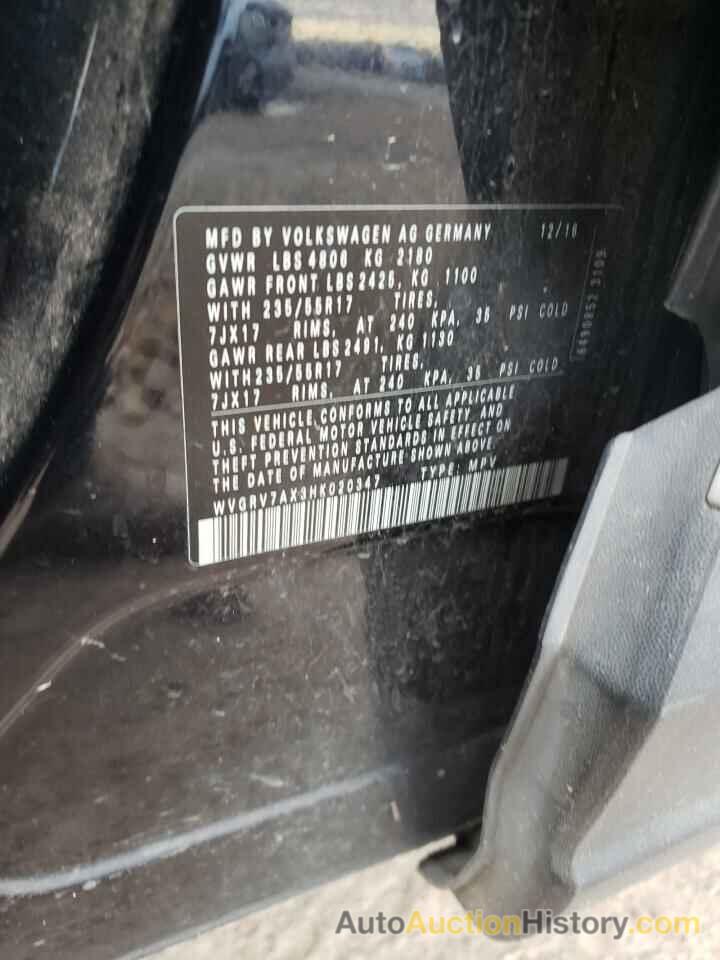 MFD BY VOLKSWAGEN AG GERMANY 12/16
GVWR LBS 4806 KG 2180
GAWR FRONT LBS 2425, KG 1100
WITH 235/55R17 TIRES,
7JX17 RIMS, AT 240 KPA, 35 PSI COLD
GAWR REAR LBS 2491, KG 1130
WITH 235/55R17 TIRES,
7JX17 RIMS, AT 240 KPA, 35 PSI COLD
THIS VEHICLE CONFORMS TO ALL APPLICABLE
U.S. FEDERAL MOTOR VEHICLE SAFETY, AND
THEFT PREVENTION STANDARDS IN EFFECT ON
THE DATE OF MANUFACTURE SHOWN ABOVE.
WVGRV7AX3HK020347 TYPE: MPV
AutoAuctionHistory.com